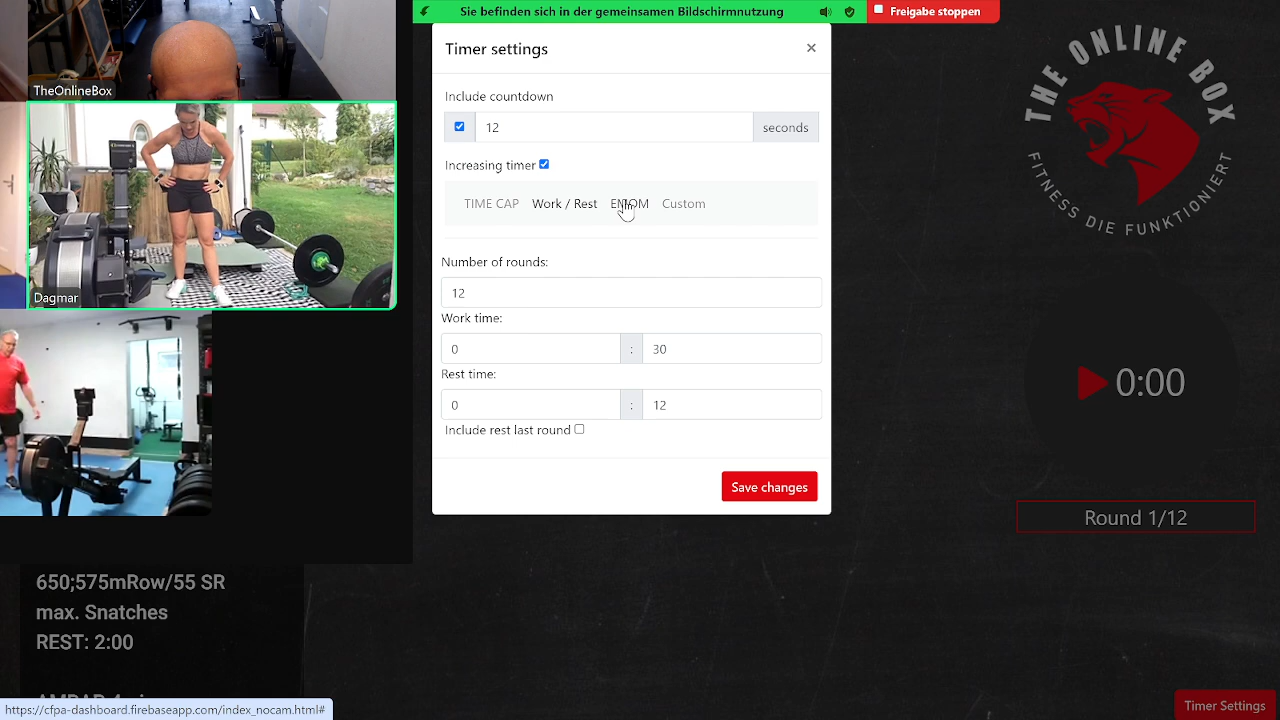 Sie befinden sich in der gemeinsamen Bildschirmnutzung
Freigabe stoppen
Timer settings
×
Include countdown
12
seconds
Increasing timer
TIME CAP
Work / Rest
EMOM
Custom
Number of rounds:
12
Work time:
0
:
30
Rest time:
0
:
12
Include rest last round
Save changes
TheOnlineBox
Dagmar
650;575mRow/55 SR
max. Snatches
REST: 2:00
https://cfpa-dashboard.firebaseapp.com/index_nocam.html#
THE ONLINE BOX
FITNESS DIE FUNKTIONIERT
0:00
Round 1/12
Timer Settings